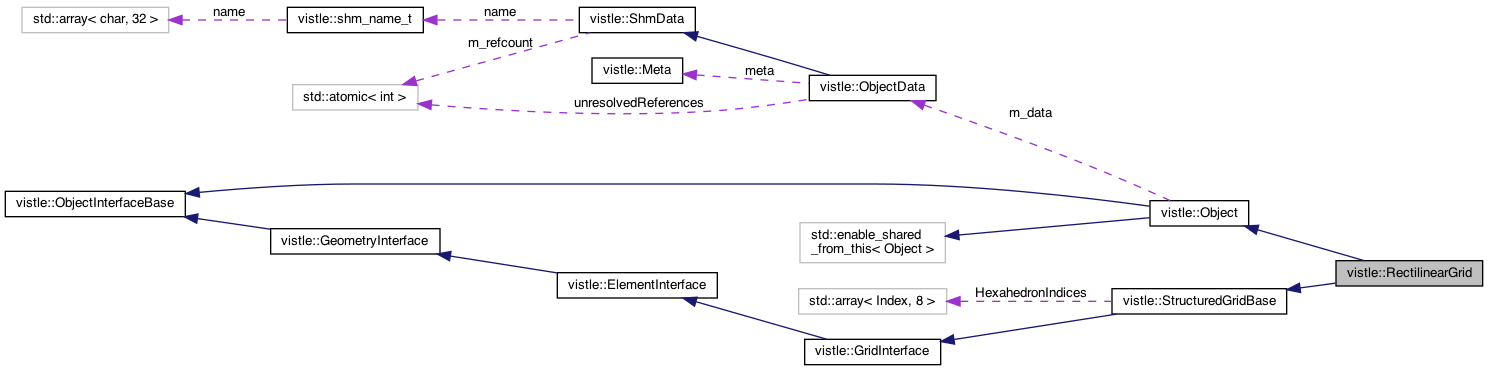 std::array< char, 32 >
name
vistle::shm_name_t
name
vistle::ShmData
m_refcount
vistle::Meta
meta
vistle::ObjectData
std::atomic< int >
unresolvedReferences
m_data
vistle::ObjectInterfaceBase
vistle::Object
vistle::GeometryInterface
std::enable_shared
_from_this< Object >
vistle::RectilinearGrid
vistle::ElementInterface
std::array< Index, 8 >
HexahedronIndices
vistle::StructuredGridBase
vistle::GridInterface